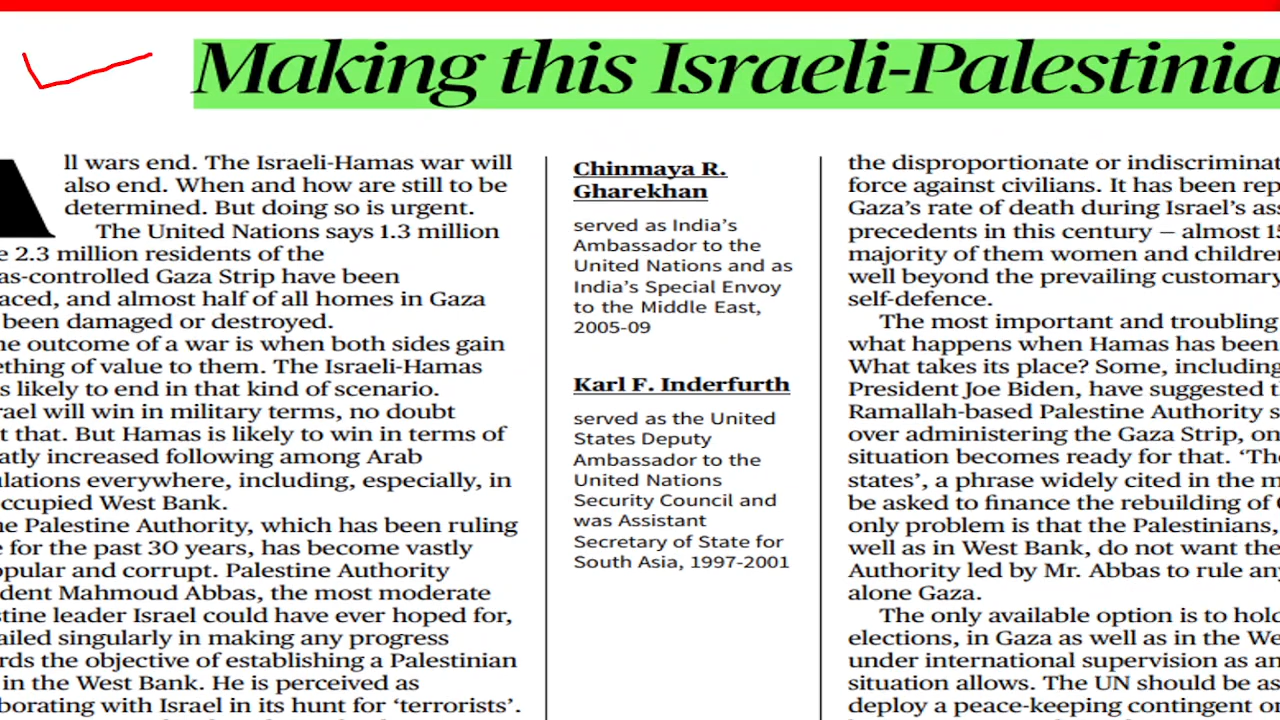 Making this Israeli-Palestinia
All wars end. The Israeli-Hamas war will
also end. When and how are still to be
determined. But doing so is urgent.
The United Nations says 1.3 million
2.3 million residents of the
as-controlled Gaza Strip have been
aced, and almost half of all homes in Gaza
been damaged or destroyed.
outcome of a war is when both sides gain
ething of value to them. The Israeli-Hamas
s likely to end in that kind of scenario.
rael will win in military terms, no doubt
t that. But Hamas is likely to win in terms of
atly increased following among Arab
ulations everywhere, including, especially, in
occupied West Bank.
e Palestine Authority, which has been ruling
for the past 30 years, has become vastly
opular and corrupt. Palestine Authority
dent Mahmoud Abbas, the most moderate
stine leader Israel could have ever hoped for,
ailed singularly in making any progress
rds the objective of establishing a Palestinian
in the West Bank. He is perceived as
borating with Israel in its hunt for ‘terrorists’.
Chinmaya R.
Gharekhan
served as India’s
Ambassador to the
United Nations and as
India’s Special Envoy
to the Middle East,
2005-09
Karl F. Inderfurth
served as the United
States Deputy
Ambassador to the
United Nations
Security Council and
was Assistant
Secretary of State for
South Asia, 1997-2001
the disproportionate or indiscriminat
force against civilians. It has been rep
Gaza’s rate of death during Israel’s ass
precedents in this century — almost 15
majority of them women and children
well beyond the prevailing customary
self-defence.
The most important and troubling
what happens when Hamas has been
What takes its place? Some, including
President Joe Biden, have suggested t
Ramallah-based Palestine Authority s
over administering the Gaza Strip, on
situation becomes ready for that. ‘The
states’, a phrase widely cited in the m
be asked to finance the rebuilding of G
only problem is that the Palestinians,
well as in West Bank, do not want the
Authority led by Mr. Abbas to rule any
alone Gaza.
The only available option is to hold
elections, in Gaza as well as in the We
under international supervision as an
situation allows. The UN should be as
deploy a peace-keeping contingent or